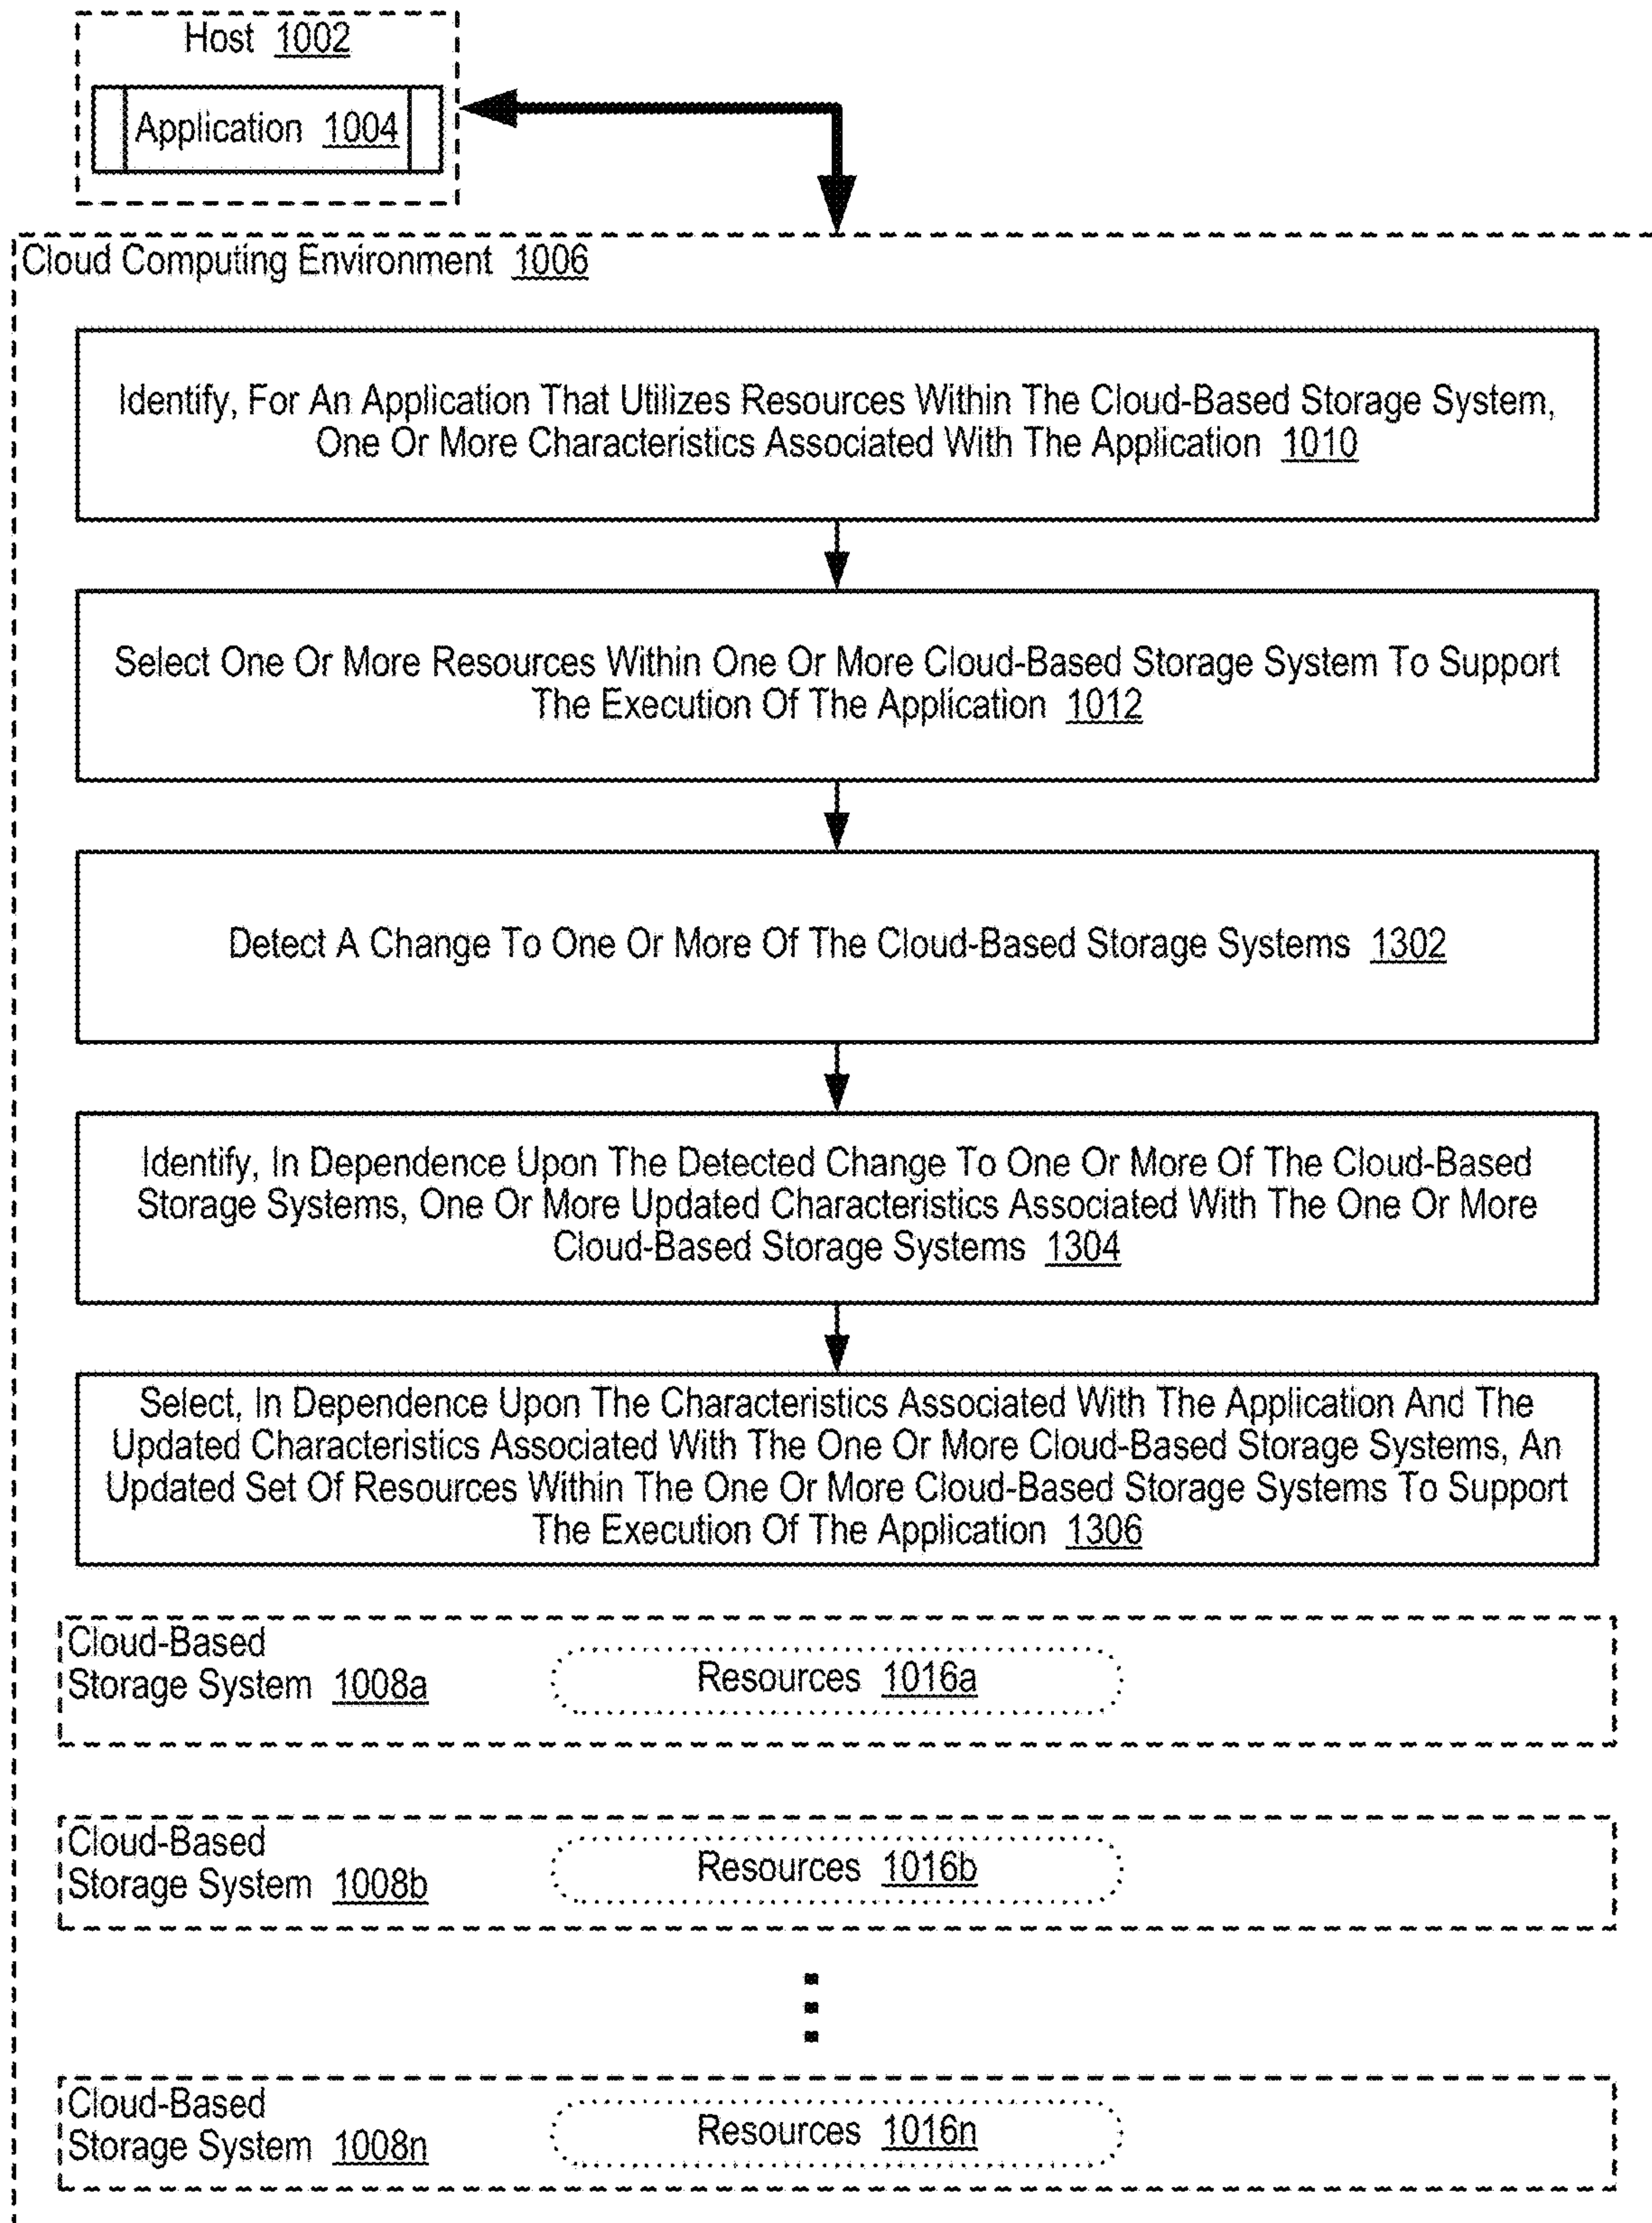 Host 1002
Application 1004
Cloud Computing Environment 1006
Identify, For An Application That Utilizes Resources Within The Cloud-Based Storage System,
One Or More Characteristics Associated With The Application 1010
Select One Or More Resources Within One Or More Cloud-Based Storage System To Support
The Execution Of The Application 1012
Detect A Change To One Or More Of The Cloud-Based Storage Systems 1302
Identify, In Dependence Upon The Detected Change To One Or More Of The Cloud-Based
Storage Systems, One Or More Updated Characteristics Associated With The One Or More
Cloud-Based Storage Systems 1304
Select, In Dependence Upon The Characteristics Associated With The Application And The
Updated Characteristics Associated With The One Or More Cloud-Based Storage Systems, An
Updated Set Of Resources Within The One Or More Cloud-Based Storage Systems To Support
The Execution Of The Application 1306
Cloud-Based
Storage System 1008a
Resources 1016a
Cloud-Based
Storage System 1008b
Resources 1016b
Cloud-Based
Storage System 1008n
Resources 1016n